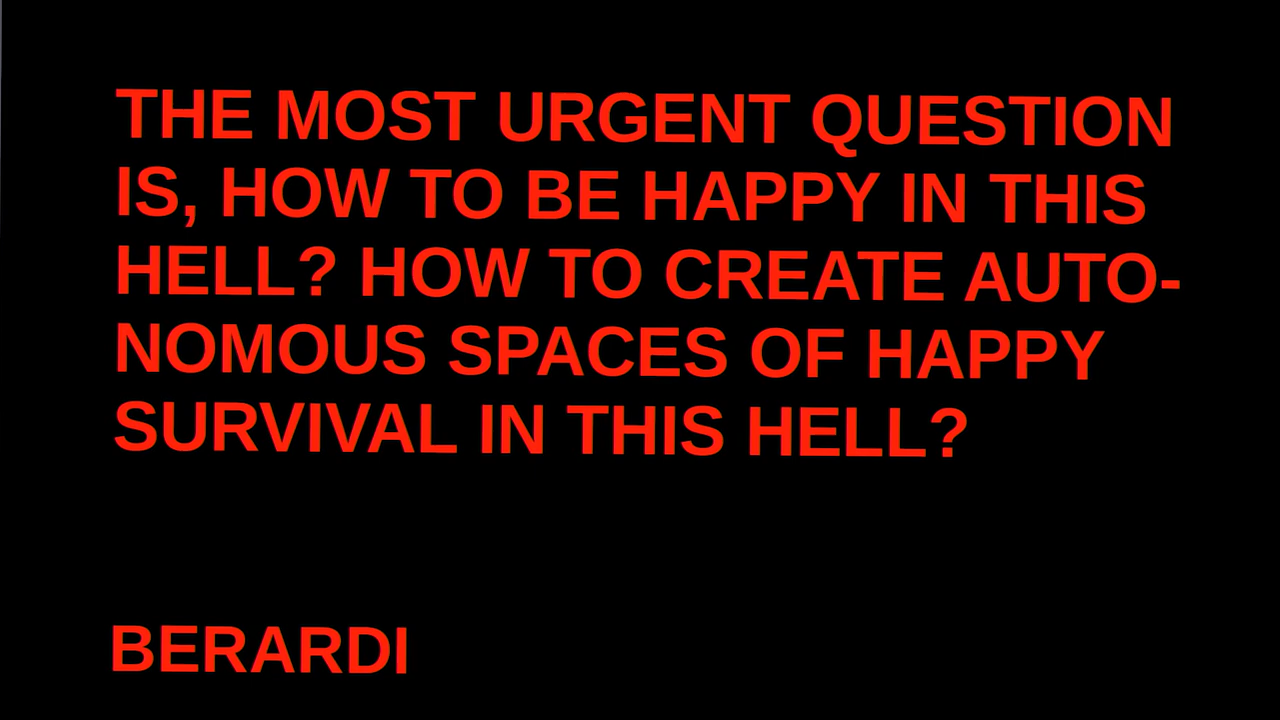 THE MOST URGENT QUESTION
IS, HOW TO BE HAPPY IN THIS
HELL? HOW TO CREATE AUTO-
NOMOUS SPACES OF HAPPY
SURVIVAL IN THIS HELL?
BERARDI